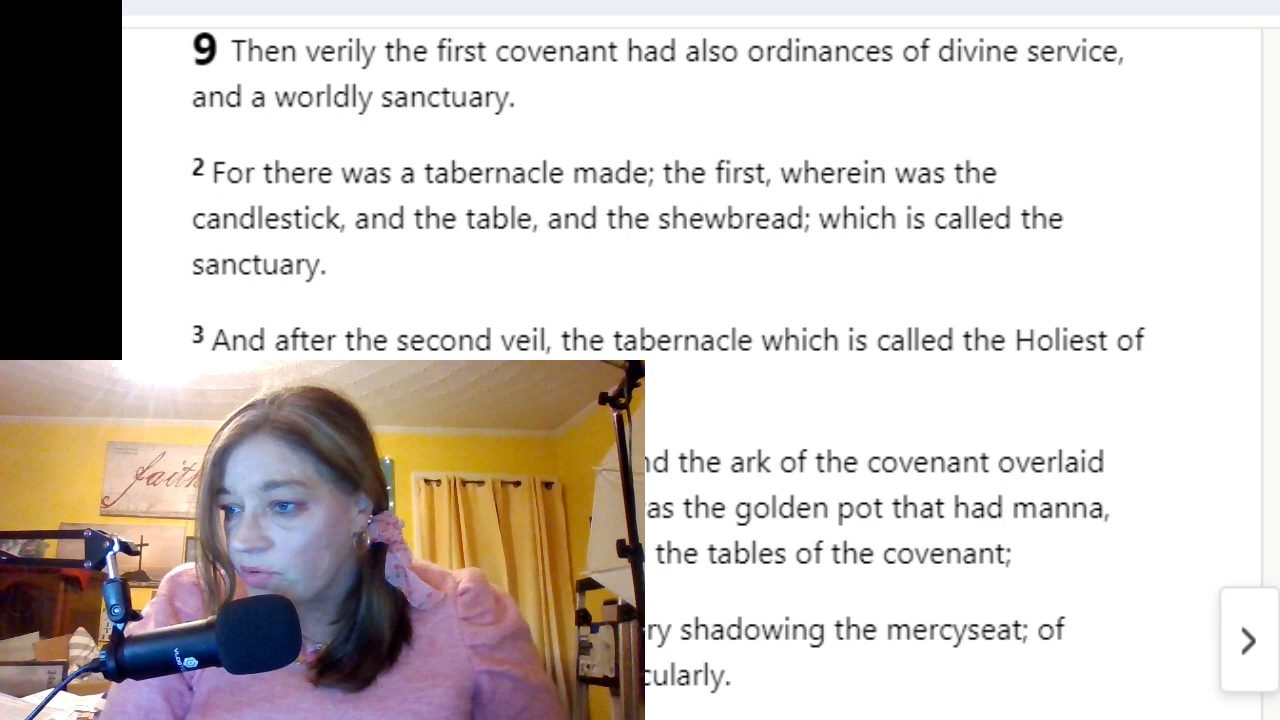 9 Then verily the first covenant had also ordinances of divine service,
and a worldly sanctuary.
2 For there was a tabernacle made; the first, wherein was the
candlestick, and the table, and the shewbread; which is called the
sanctuary.
3 And after the second veil, the tabernacle which is called the Holiest of
nd the ark of the covenant overlaid
as the golden pot that had manna,
the tables of the covenant;
ry shadowing the mercyseat; of
cularly.
faith